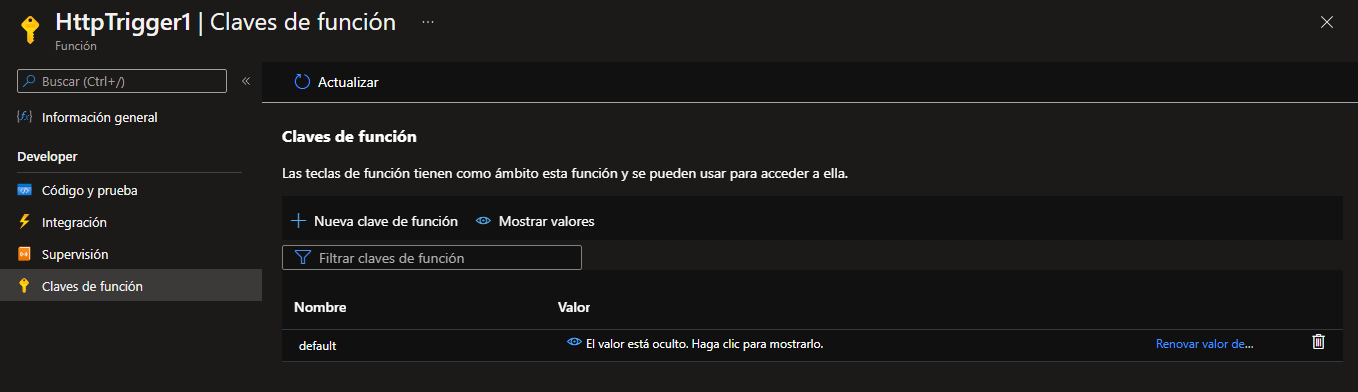 HttpTrigger1 | Claves de función ...
Función
Buscar (Ctrl+/)
«
Actualizar
Información general
Developer
Código y prueba
Integración
Supervisión
Claves de función
Claves de función
Las teclas de función tienen como ámbito esta función y se pueden usar para acceder a ella.
Nueva clave de función Mostrar valores
Filtrar claves de función
Nombre Valor
default El valor está oculto. Haga clic para mostrarlo. Renovar valor de...